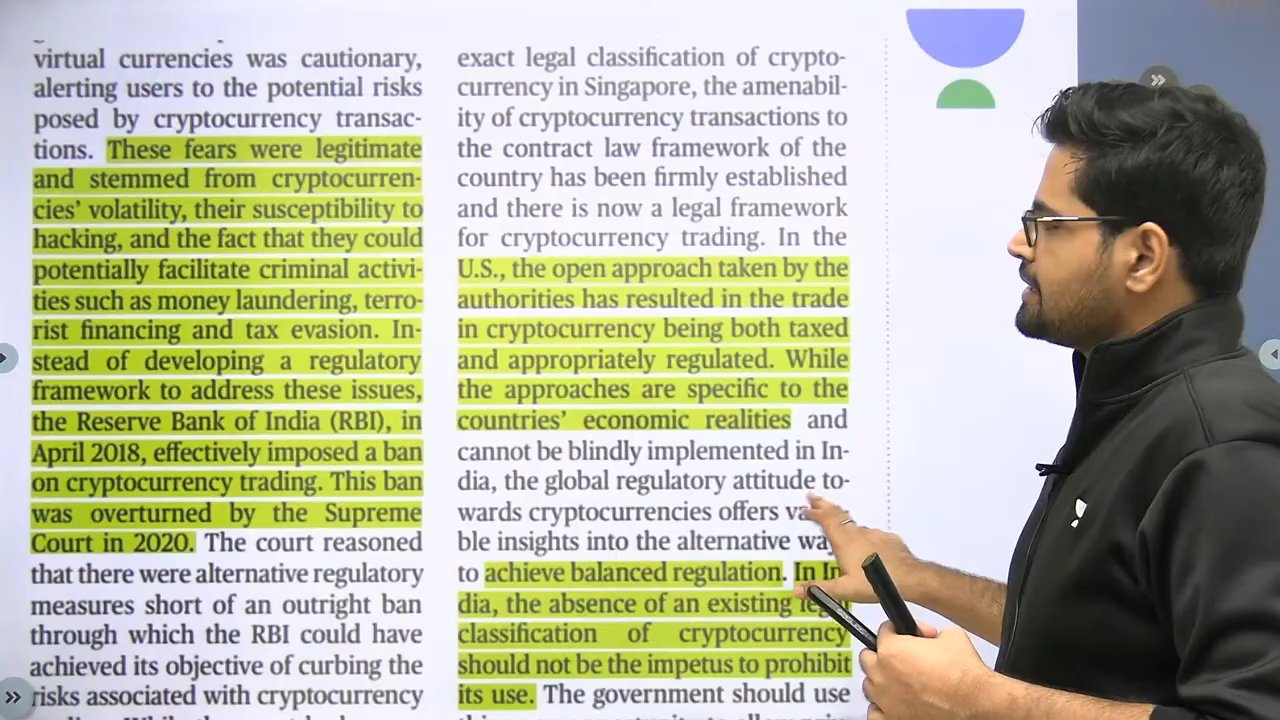 virtual currencies was cautionary,
alerting users to the potential risks
posed by cryptocurrency transac-
tions. These fears were legitimate
and stemmed from cryptocurren-
cies’ volatility, their susceptibility to
hacking, and the fact that they could
potentially facilitate criminal activi-
ties such as money laundering, terro-
rist financing and tax evasion. In-
stead of developing a regulatory
framework to address these issues,
the Reserve Bank of India (RBI), in
April 2018, effectively imposed a ban
on cryptocurrency trading. This ban
was overturned by the Supreme
Court in 2020. The court reasoned
that there were alternative regulatory
measures short of an outright ban
through which the RBI could have
achieved its objective of curbing the
risks associated with cryptocurrency
exact legal classification of crypto-
currency in Singapore, the amenabil-
ity of cryptocurrency transactions to
the contract law framework of the
country has been firmly established
and there is now a legal framework
for cryptocurrency trading. In the
U.S., the open approach taken by the
authorities has resulted in the trade
in cryptocurrency being both taxed
and appropriately regulated. While
the approaches are specific to the
countries’ economic realities and
cannot be blindly implemented in In-
dia, the global regulatory attitude to-
wards cryptocurrencies offers
ble insights into the alternative
to achieve balanced regulation. In In
dia, the absence of an existing
classification of cryptocurrency
should not be the impetus to prohibit
its use. The government should use